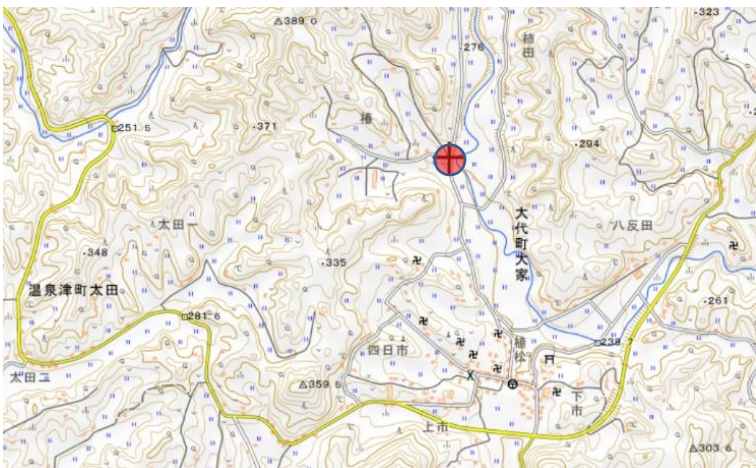 389.0
323
276
柿田
251.5
371
椿
294
太田一
大代町大家
八反田
348
335
温泉津町太田
261
281.6
植松
239.7
四日市
太田二
359.5
下市
上市
303.6